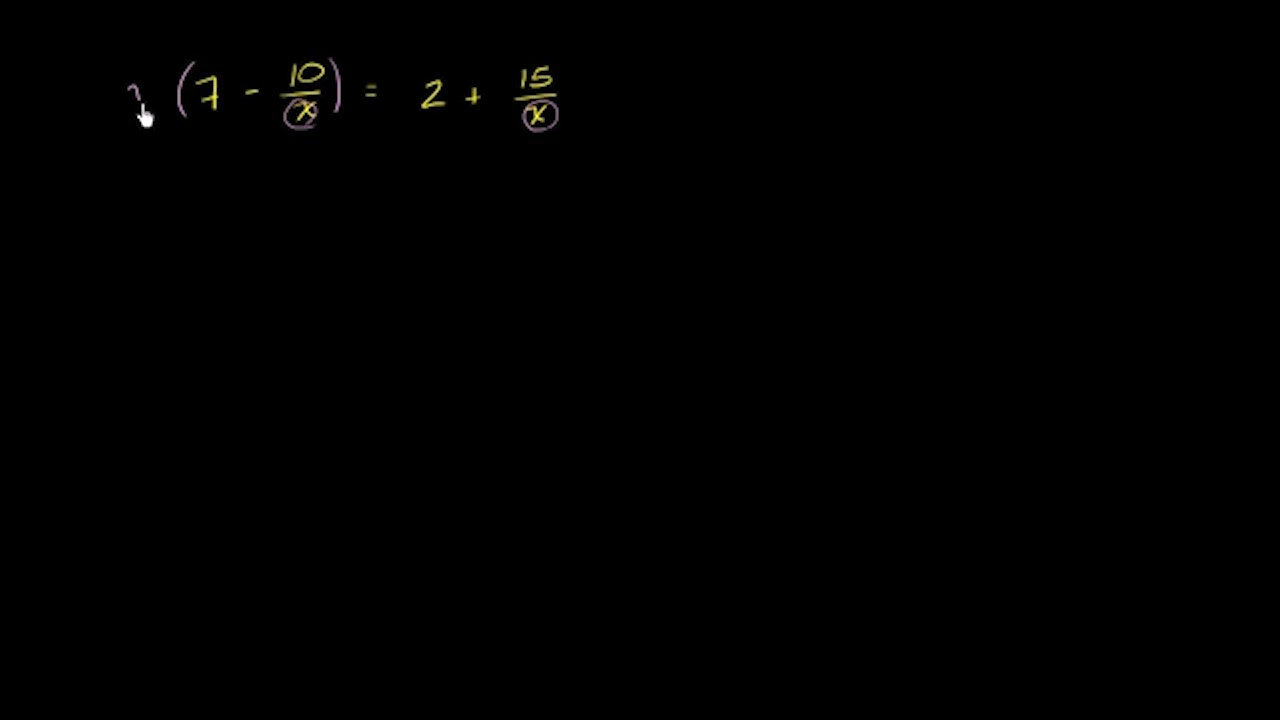 (7 - 10/x) = 2 + 15/x